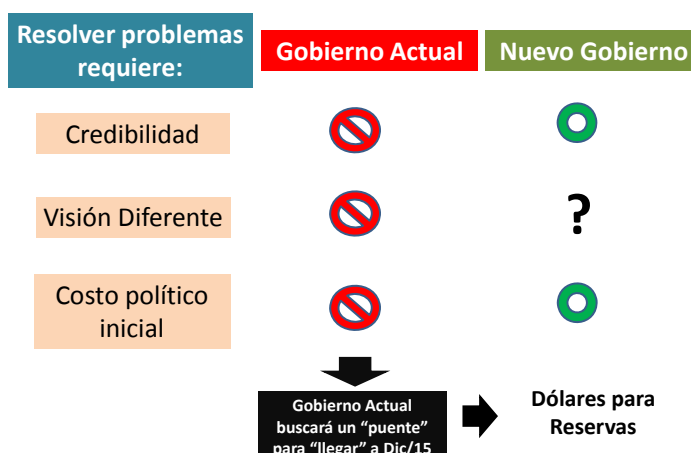 Resolver problemas
requiere:
Gobierno Actual
Nuevo Gobierno
Credibilidad
Visión Diferente
?
Costo político
inicial
Gobierno Actual
buscará un “puente”
para “llegar” a Dic/15
Dólares para
Reservas